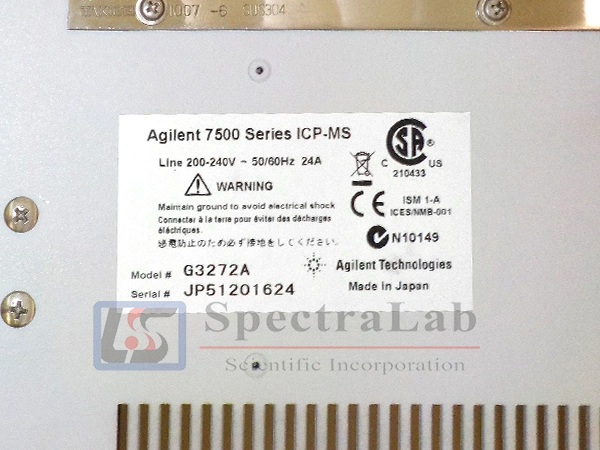 1007 -6 SUS304
Agilent 7500 Series ICP-MS
Line 200-240V ~ 50/60Hz 24A
WARNING
Maintain ground to avoid electrical shock
Connecter à la terre pour éviter des décharges
éléctriques.
感電防止のため必ず接地をしてください。
C US
210433
ISM 1-A
ICES/NMB-001
N10149
Model # G3272A
Serial # JP51201624
Agilent Technologies
Made in Japan
LSS
SpectraLab
Scientific Incorporation